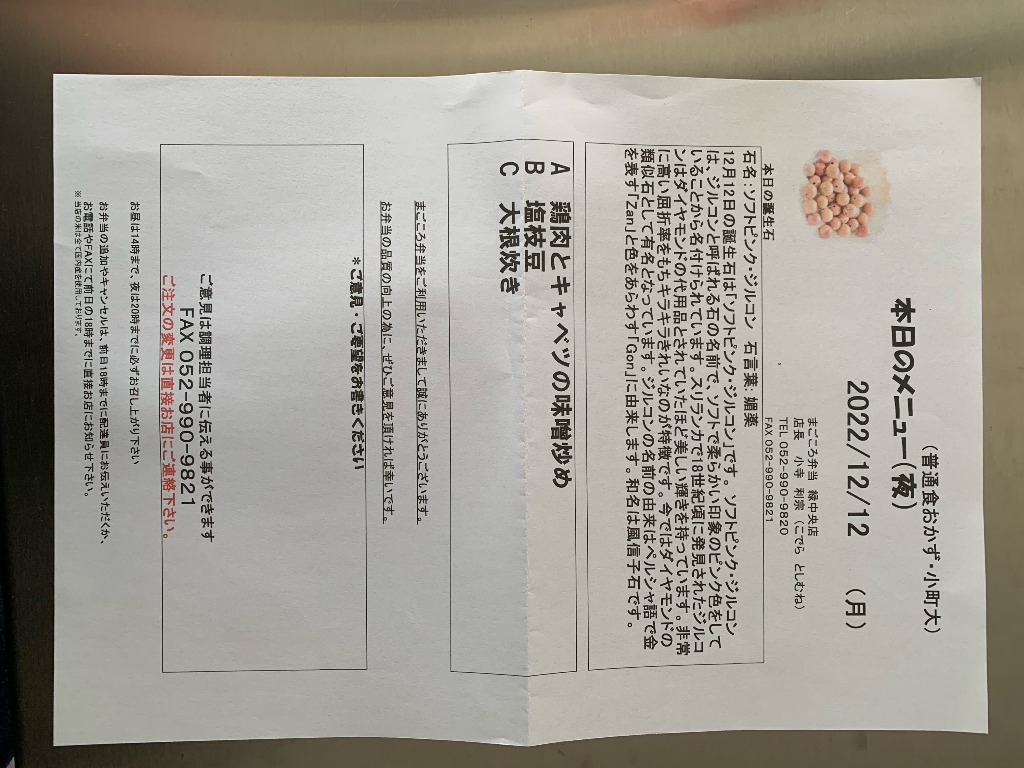 （普通食おかず・小町大）
本日のメニュー（夜）
2022/12/12　（月）
まごころ弁当　緑中央店
店長　小寺　利宗（こでら　としむね）
TEL 052-990-9820
FAX 052-990-9821
本日の誕生石
石名：ソフトピンク・ジルコン　石言葉：媚薬
12月12日の誕生石は「ソフトピンク・ジルコン」です。ソフトピンク・ジルコン
は、ジルコンと呼ばれる石の名前で、ソフトで柔らかい印象のピンク色をして
いることから名付けられています。スリランカで18世紀頃に発見されたジルコ
ンはダイヤモンドの代用品とされていたほど美しい輝きを持っています。非常
に高い屈折率をもちキラキラきれいなのが特徴です。今ではダイヤモンドの
類似石として有名となっています。ジルコンの名前の由来はペルシャ語で金
を表す「Zan」と色をあらわす「Gon」に由来します。和名は風信子石です。
A　鶏肉とキャベツの味噌炒め
B　塩枝豆
C　大根炊き
まごころ弁当をご利用いただきまして誠にありがとうございます。
お弁当の品質の向上の為に、ぜひご意見を頂ければ幸いです。
＊ご意見・ご要望をお書きください
ご意見は調理担当者に伝える事ができます
FAX 052-990-9821
ご注文の変更は直接お店にご連絡下さい。
お昼は14時まで、夜は20時までに必ずお召し上がり下さい
お弁当の追加やキャンセルは、前日18時までに配達員にお伝えいただくか、
お電話やFAXにて前日の18時までに直接お店にお知らせ下さい。
※ 当店の米は全て国内産を使用しております。